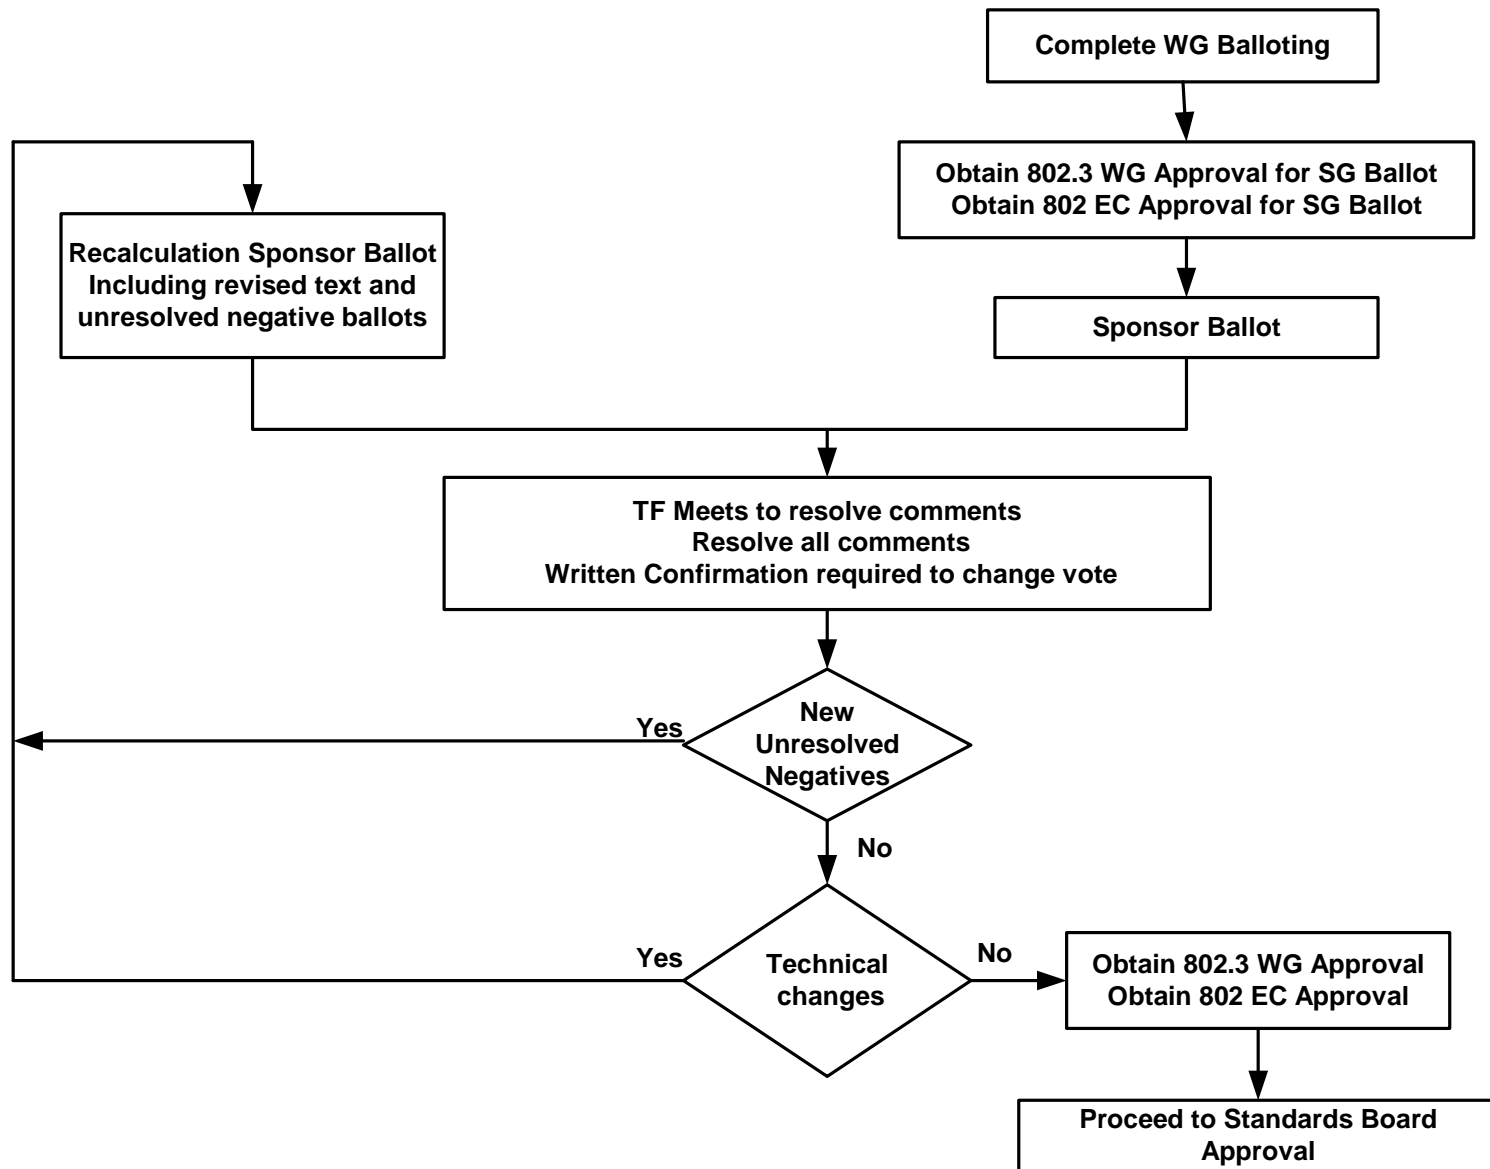 Complete WG Balloting
Obtain 802.3 WG Approval for SG Ballot
Obtain 802 EC Approval for SG Ballot
Recalculation Sponsor Ballot
Including revised text and
unresolved negative ballots
Sponsor Ballot
TF Meets to resolve comments
Resolve all comments
Written Confirmation required to change vote
Yes
New
Unresolved
Negatives
No
Yes
Technical
changes
No
Obtain 802.3 WG Approval
Obtain 802 EC Approval
Proceed to Standards Board
Approval